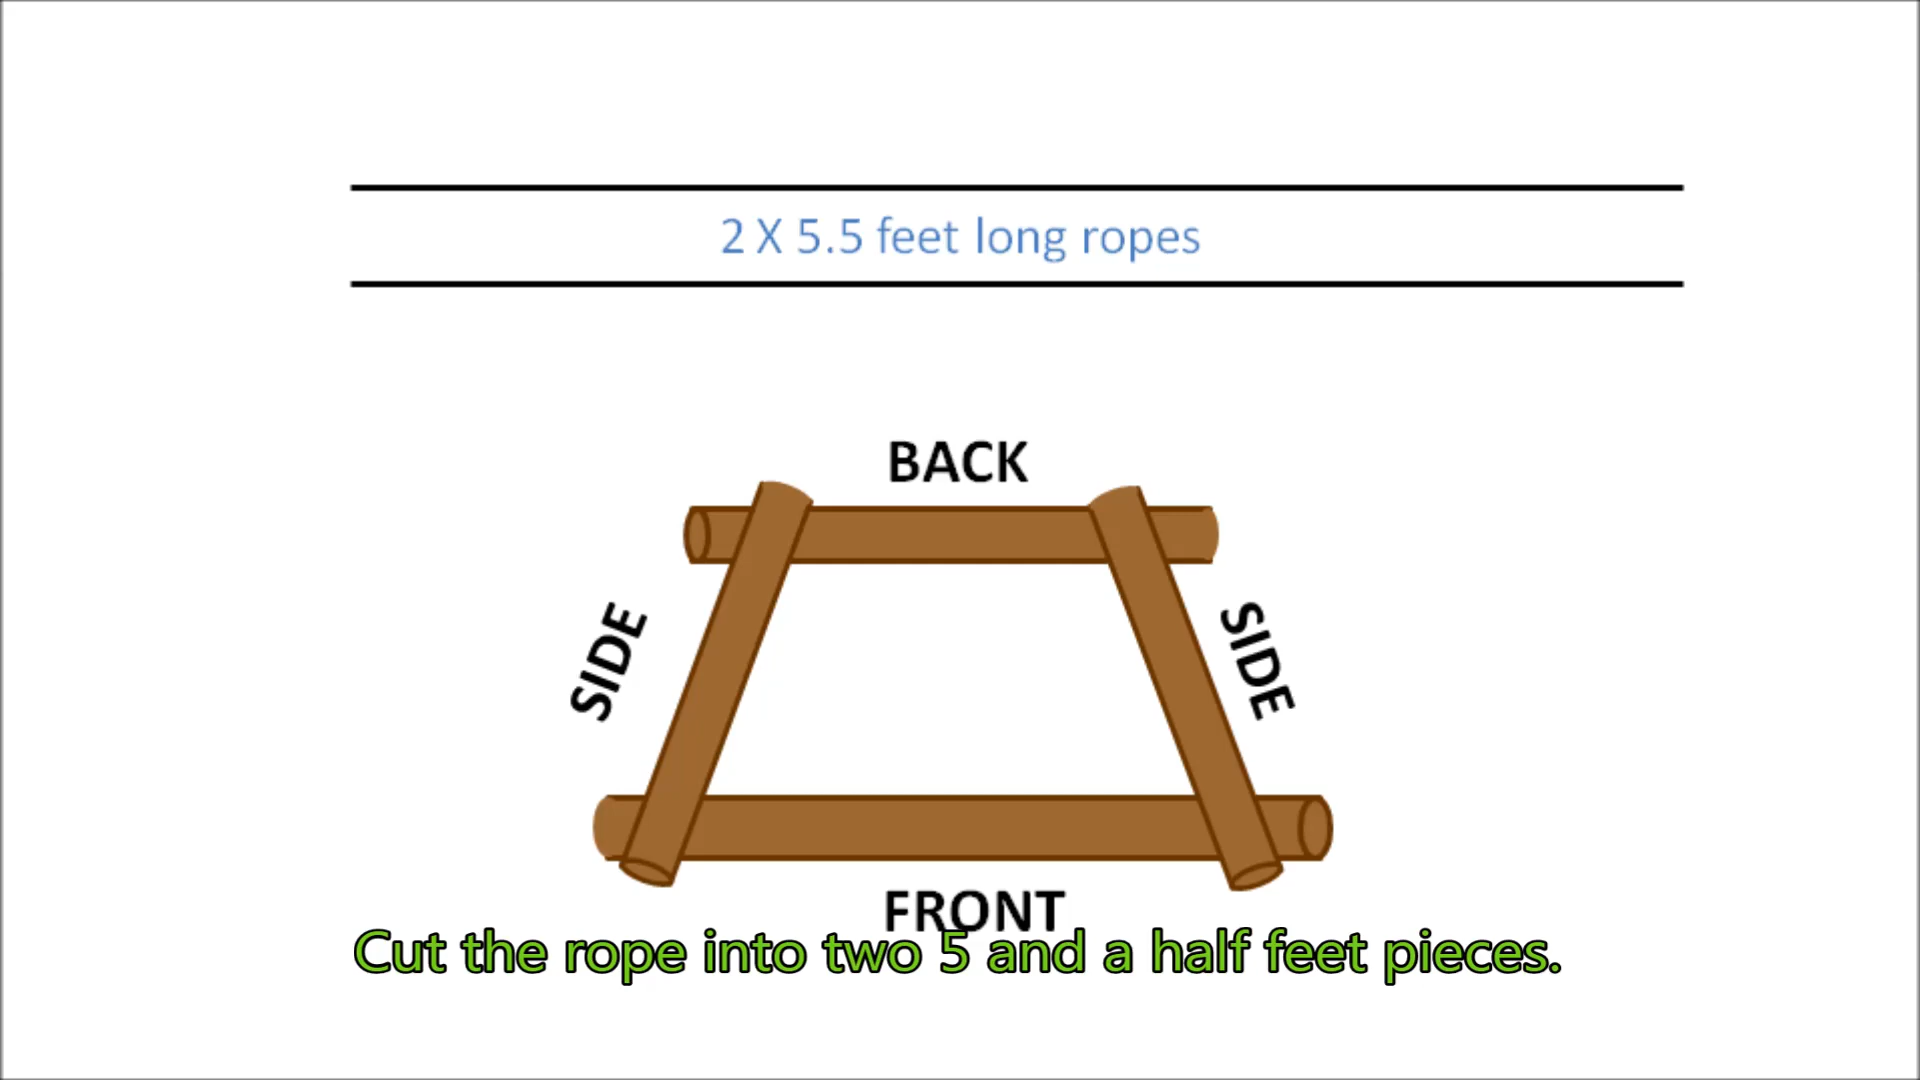 2 X 5.5 feet long ropes
BACK
SIDE
SIDE
FRONT
Cut the rope into two 5 and a half feet pieces.